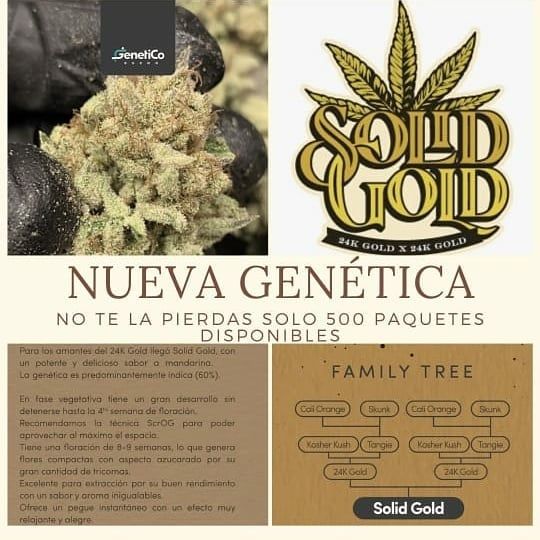 GenetiCo
SOLID
GOLD
24K GOLD X 24K GOLD
NUEVA GENÉTICA
NO TE LA PIERDAS SOLO 500 PAQUETES
DISPONIBLES
Para los amantes del 24K Gold llegó Solid Gold, con
un potente y delicioso sabor a mandarina.
La genética es predominantemente índica (60%).
En fase vegetativa tiene un gran desarrollo sin
detenerse hasta la 4ta semana de floración.
Recomendamos la técnica ScrOG para poder
aprovechar al máximo el espacio.
Tiene una floración de 8-9 semanas, lo que genera
flores compactas con aspecto azucarado por su
gran cantidad de tricomas.
Excelente para extracción por su buen rendimiento
con un sabor y aroma inigualables.
Ofrece un pegue instantáneo con un efecto muy
relajante y alegre.
FAMILY TREE
Cali Orange Skunk Cali Orange Skunk
Kosher Kush Tangie Kosher Kush Tangie
24K Gold 24K Gold
Solid Gold